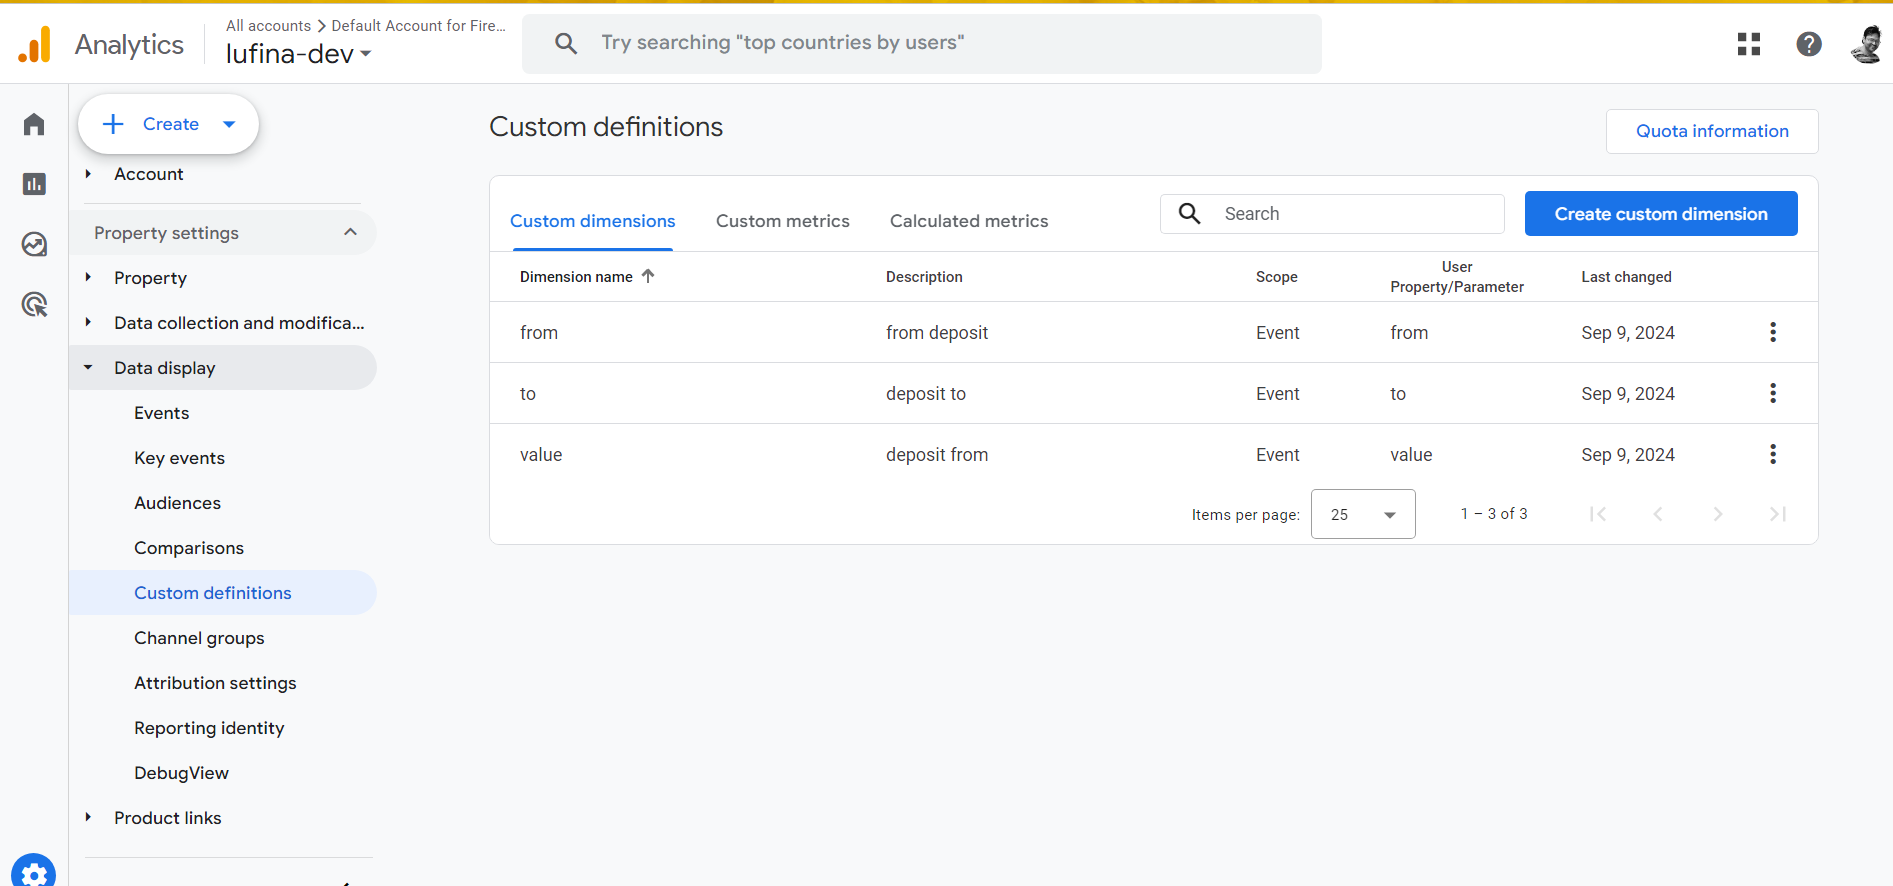 Analytics
All accounts > Default Account for Fire...
lufina-dev
Try searching "top countries by users"
Create
Account
Property settings
Property
Data collection and modifica...
Data display
Events
Key events
Audiences
Comparisons
Custom definitions
Channel groups
Attribution settings
Reporting identity
DebugView
Product links
Custom definitions
Quota information
Custom dimensions Custom metrics Calculated metrics Search Create custom dimension
Dimension name Description Scope User Property/Parameter Last changed
from from deposit Event from Sep 9, 2024
to deposit to Event to Sep 9, 2024
value deposit from Event value Sep 9, 2024
Items per page: 25 1 – 3 of 3